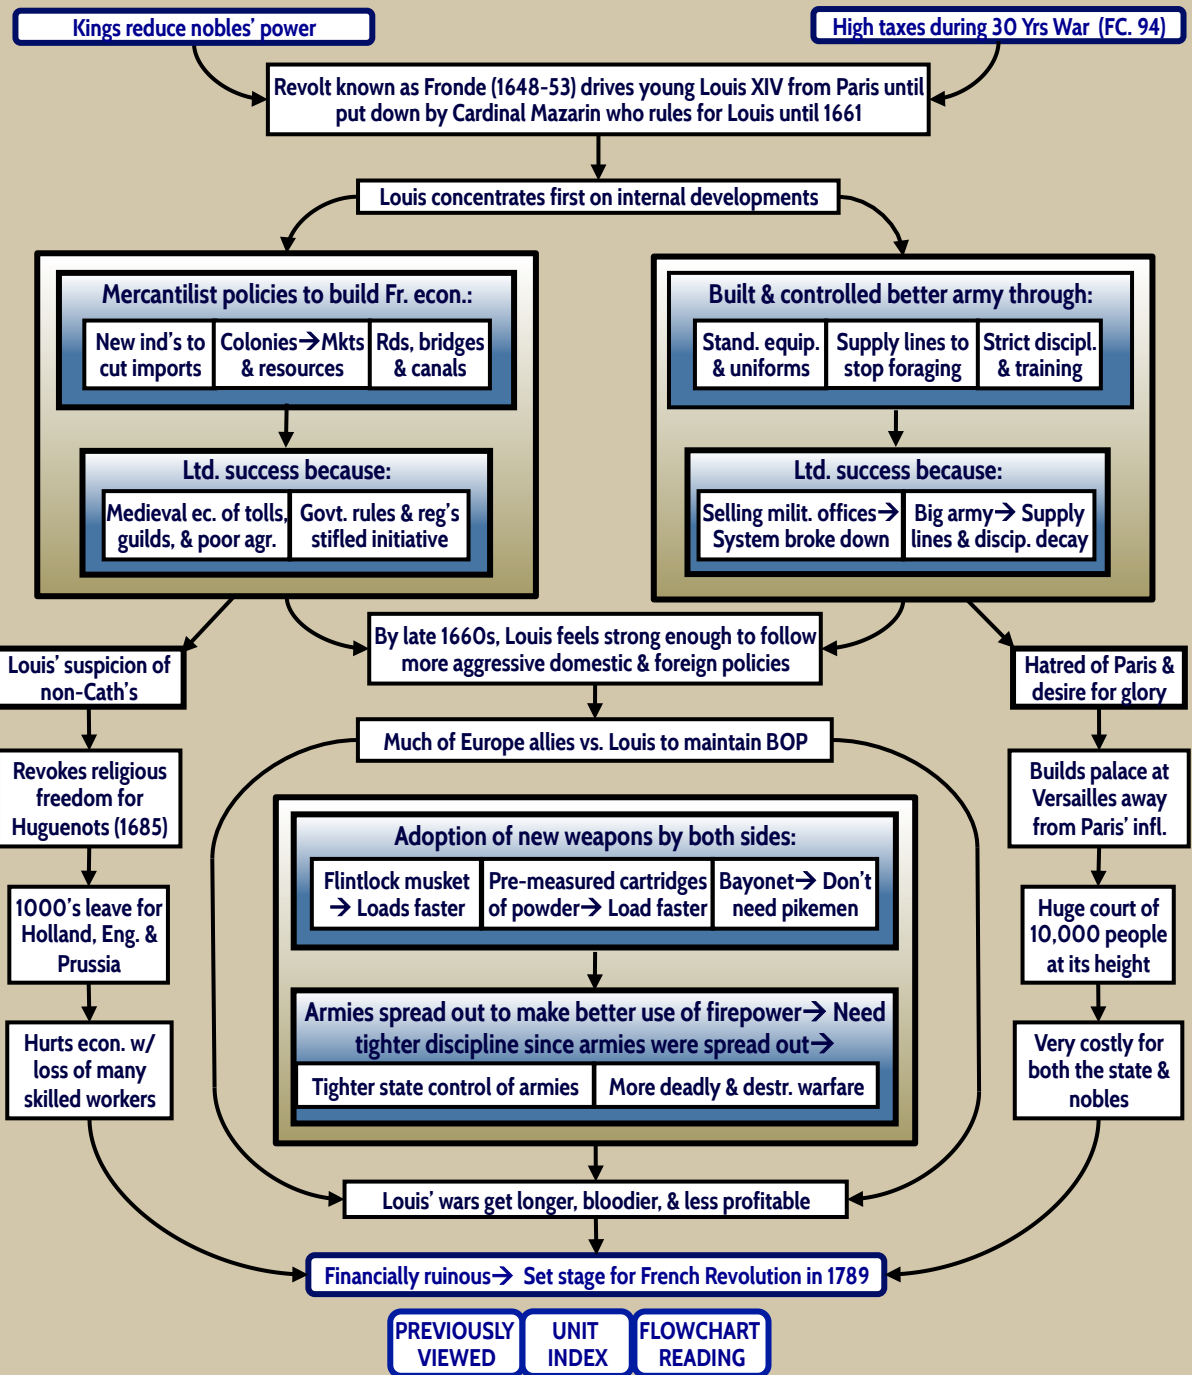 Kings reduce nobles' power
High taxes during 30 Yrs War (FC. 94)
Revolt known as Fronde (1648-53) drives young Louis XIV from Paris until
put down by Cardinal Mazarin who rules for Louis until 1661
Louis concentrates first on internal developments
Mercantilist policies to build Fr. econ.:
New ind's to
cut imports
Colonies→Mkts
& resources
Rds, bridges
& canals
Ltd. success because:
Medieval ec. of tolls,
guilds, & poor agr.
Govt. rules & reg's
stifled initiative
Built & controlled better army through:
Stand. equip.
& uniforms
Supply lines to
stop foraging
Strict discipl.
& training
Ltd. success because:
Selling milit. offices→
System broke down
Big army→ Supply
lines & discip. decay
By late 1660s, Louis feels strong enough to follow
more aggressive domestic & foreign policies
Louis' suspicion of
non-Cath's
Revokes religious
freedom for
Huguenots (1685)
1000's leave for
Holland, Eng. &
Prussia
Hurts econ. w/
loss of many
skilled workers
Much of Europe allies vs. Louis to maintain BOP
Adoption of new weapons by both sides:
Flintlock musket
→ Loads faster
Pre-measured cartridges
of powder→ Load faster
Bayonet→ Don't
need pikemen
Armies spread out to make better use of firepower→ Need
tighter discipline since armies were spread out→
Tighter state control of armies
More deadly & destr. warfare
Hatred of Paris &
desire for glory
Builds palace at
Versailles away
from Paris' infl.
Huge court of
10,000 people
at its height
Very costly for
both the state &
nobles
Louis' wars get longer, bloodier, & less profitable
Financially ruinous→ Set stage for French Revolution in 1789
PREVIOUSLY
VIEWED
UNIT
INDEX
FLOWCHART
READING